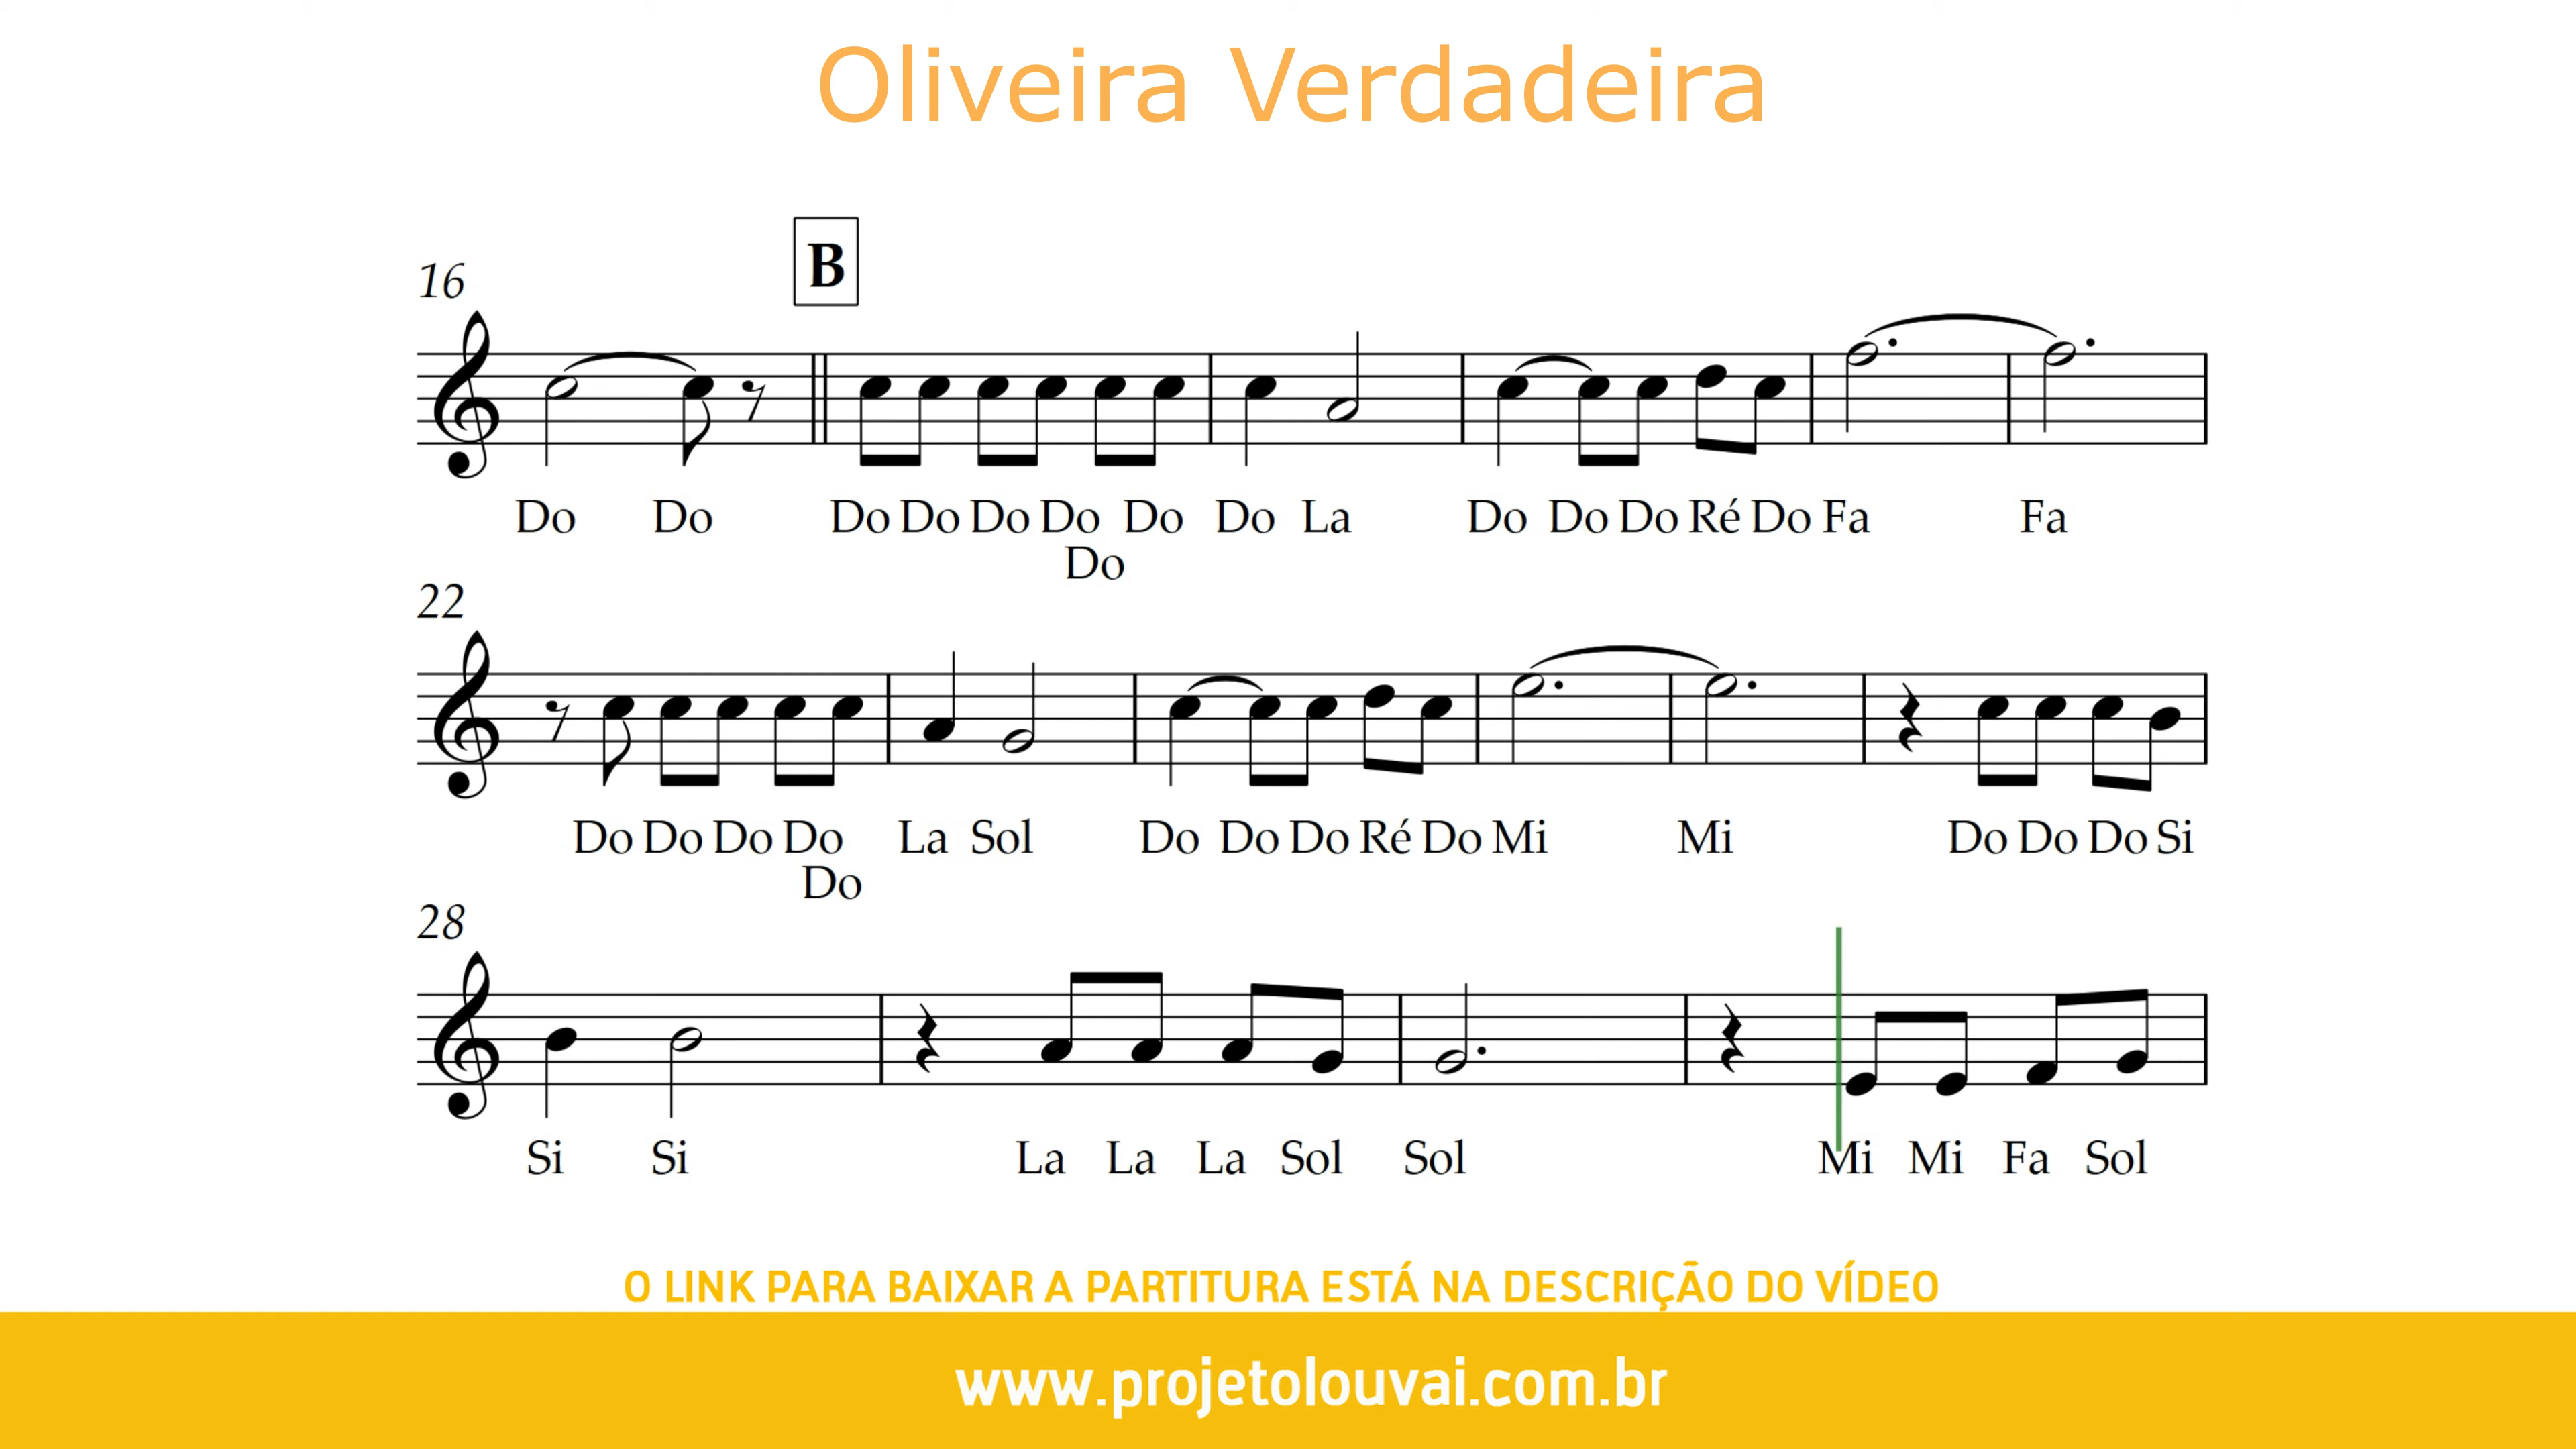 Oliveira Verdadeira
B
16
Do Do Do Do Do Do Do Do La Do Do Do Ré Do Fa Fa
Do
22
Do Do Do Do La Sol Do Do Do Ré Do Mi Mi Do Do Do Si
Do
28
Si Si La La La Sol Sol Mi Mi Fa Sol
O LINK PARA BAIXAR A PARTITURA ESTÁ NA DESCRIÇÃO DO VÍDEO
www.projetolouvai.com.br